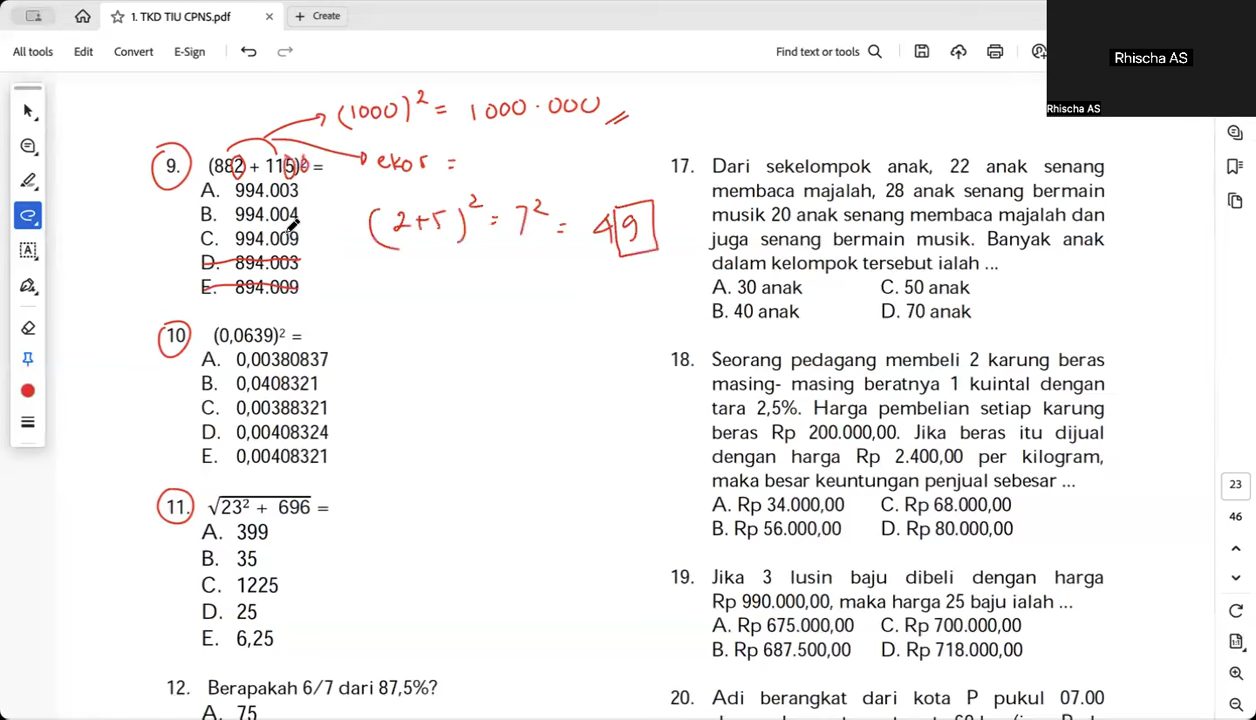 1. TKD TIU CPNS.pdf
Create
All tools
Edit
Convert
E-Sign
Find text or tools
Rhischa AS
Rhischa AS
(1000)² = 1000.000
9. (882 + 115)² =
ekor =
A. 994.003
B. 994.004
(2+5)² = 7² = 49
C. 994.009
D. 894.003
E. 894.009
10 (0,0639)² =
A. 0,00380837
B. 0,0408321
C. 0,00388321
D. 0,00408324
E. 0,00408321
11. √23² + 696 =
A. 399
B. 35
C. 1225
D. 25
E. 6,25
12. Berapakah 6/7 dari 87,5%?
A. 75
17. Dari sekelompok anak, 22 anak senang
membaca majalah, 28 anak senang bermain
musik 20 anak senang membaca majalah dan
juga senang bermain musik. Banyak anak
dalam kelompok tersebut ialah ...
A. 30 anak C. 50 anak
B. 40 anak D. 70 anak
18. Seorang pedagang membeli 2 karung beras
masing- masing beratnya 1 kuintal dengan
tara 2,5%. Harga pembelian setiap karung
beras Rp 200.000,00. Jika beras itu dijual
dengan harga Rp 2.400,00 per kilogram,
maka besar keuntungan penjual sebesar ...
A. Rp 34.000,00 C. Rp 68.000,00
B. Rp 56.000,00 D. Rp 80.000,00
19. Jika 3 lusin baju dibeli dengan harga
Rp 990.000,00, maka harga 25 baju ialah ...
A. Rp 675.000,00 C. Rp 700.000,00
B. Rp 687.500,00 D. Rp 718.000,00
20. Adi berangkat dari kota P pukul 07.00
23
46